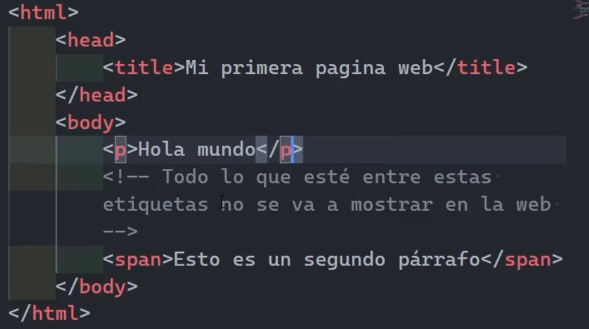 <html>
<head>
<title>Mi primera pagina web</title>
</head>
<body>
<p>Hola mundo</p>
<!-- Todo lo que esté entre estas
etiquetas no se va a mostrar en la web
-->
<span>Esto es un segundo párrafo</span>
</body>
</html>